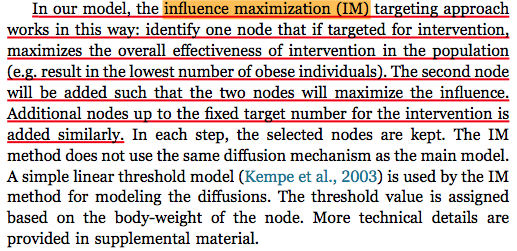 In our model, the influence maximization (IM) targeting approach
works in this way: identify one node that if targeted for intervention,
maximizes the overall effectiveness of intervention in the population
(e.g. result in the lowest number of obese individuals). The second node
will be added such that the two nodes will maximize the influence.
Additional nodes up to the fixed target number for the intervention is
added similarly. In each step, the selected nodes are kept. The IM
method does not use the same diffusion mechanism as the main model.
A simple linear threshold model (Kempe et al., 2003) is used by the IM
method for modeling the diffusions. The threshold value is assigned
based on the body-weight of the node. More technical details are
provided in supplemental material.